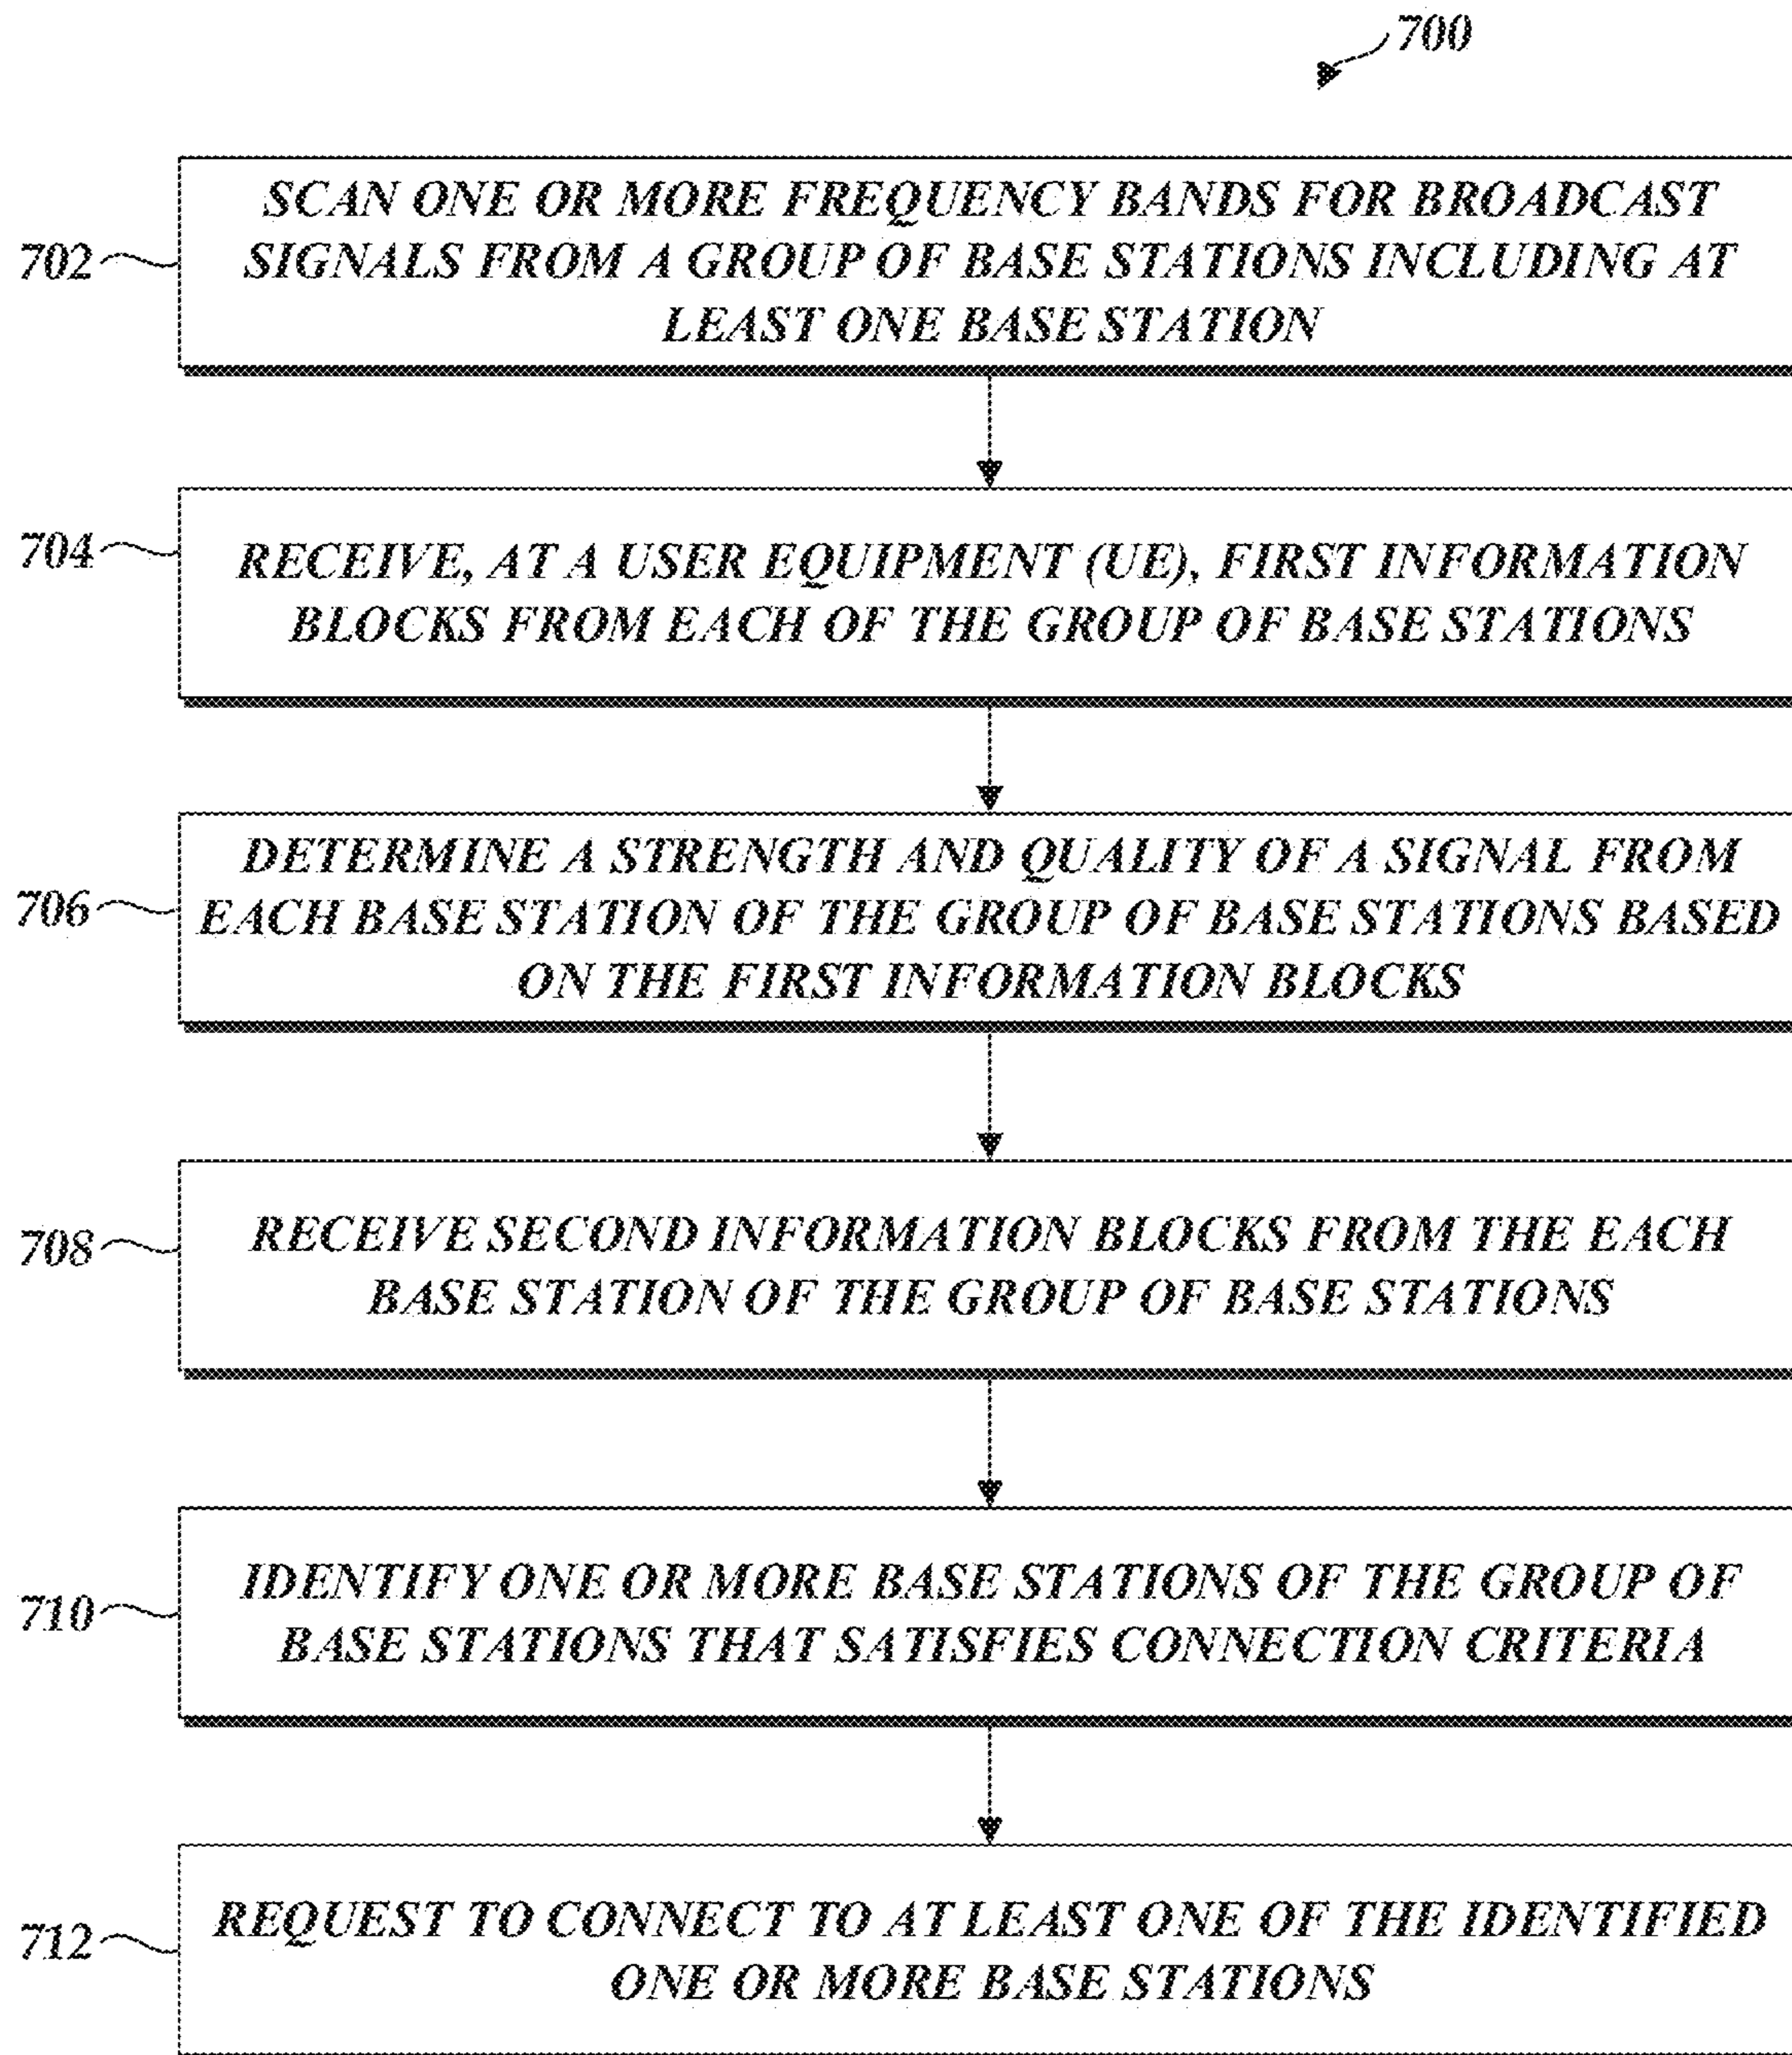 700
702
SCAN ONE OR MORE FREQUENCY BANDS FOR BROADCAST
SIGNALS FROM A GROUP OF BASE STATIONS INCLUDING AT
LEAST ONE BASE STATION
704
RECEIVE, AT A USER EQUIPMENT (UE), FIRST INFORMATION
BLOCKS FROM EACH OF THE GROUP OF BASE STATIONS
706
DETERMINE A STRENGTH AND QUALITY OF A SIGNAL FROM
EACH BASE STATION OF THE GROUP OF BASE STATIONS BASED
ON THE FIRST INFORMATION BLOCKS
708
RECEIVE SECOND INFORMATION BLOCKS FROM THE EACH
BASE STATION OF THE GROUP OF BASE STATIONS
710
IDENTIFY ONE OR MORE BASE STATIONS OF THE GROUP OF
BASE STATIONS THAT SATISFIES CONNECTION CRITERIA
712
REQUEST TO CONNECT TO AT LEAST ONE OF THE IDENTIFIED
ONE OR MORE BASE STATIONS